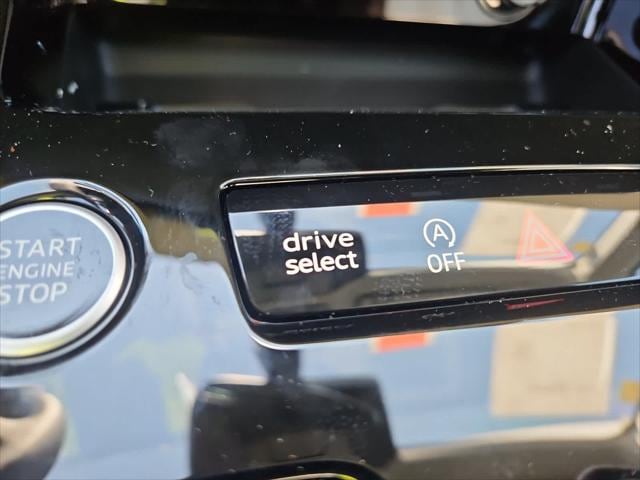 START
ENGINE
STOP
drive
select
A
OFF